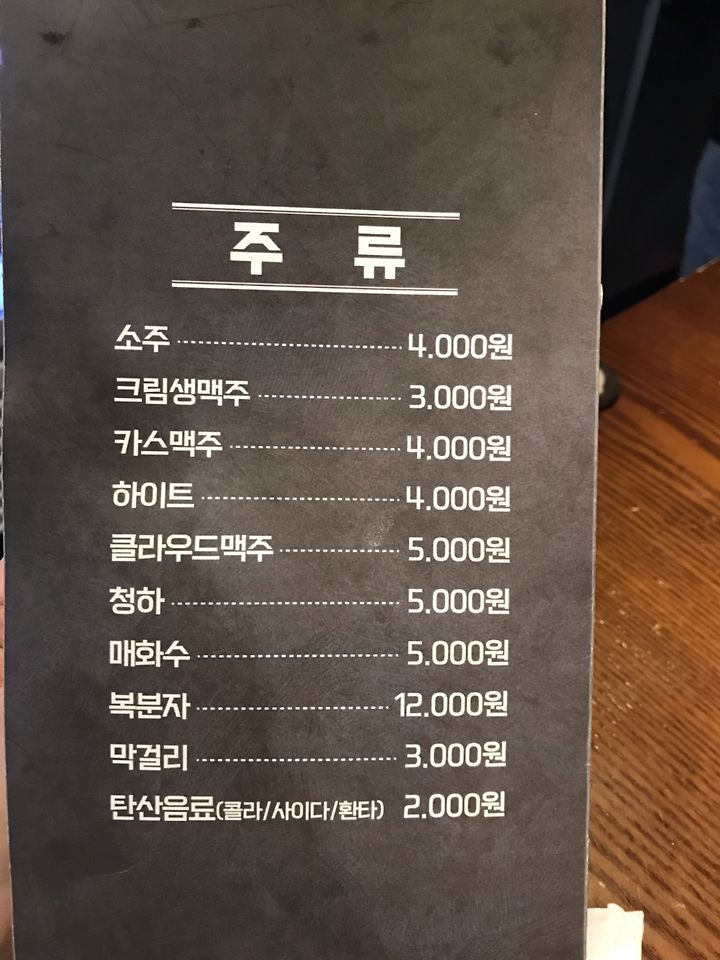 주 류
소주 4.000원
크림생맥주 3.000원
카스맥주 4.000원
하이트 4.000원
클라우드맥주 5.000원
청하 5.000원
매화수 5.000원
복분자 12.000원
막걸리 3.000원
탄산음료(콜라/사이다/환타) 2.000원